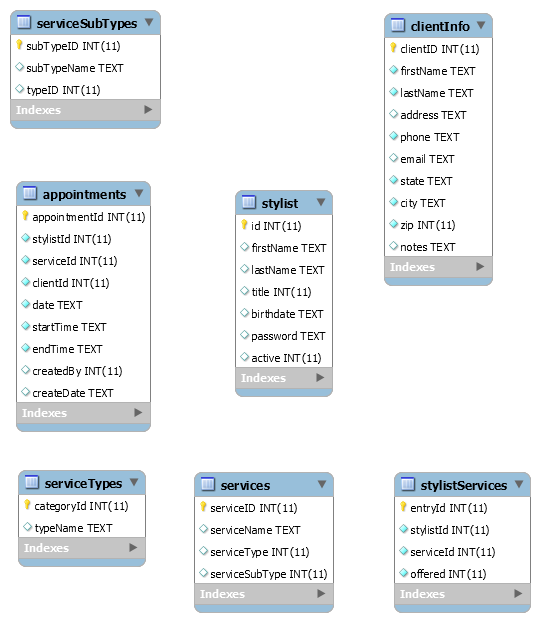 serviceSubTypes
subTypeID INT(11)
subTypeName TEXT
typeID INT(11)
Indexes
clientInfo
clientID INT(11)
firstName TEXT
lastName TEXT
address TEXT
phone TEXT
email TEXT
state TEXT
city TEXT
zip INT(11)
notes TEXT
Indexes
appointments
appointmentId INT(11)
stylistId INT(11)
serviceId INT(11)
clientId INT(11)
date TEXT
startTime TEXT
endTime TEXT
createdBy INT(11)
createDate TEXT
Indexes
stylist
id INT(11)
firstName TEXT
lastName TEXT
title INT(11)
birthdate TEXT
password TEXT
active INT(11)
Indexes
serviceTypes
categoryId INT(11)
typeName TEXT
Indexes
services
serviceID INT(11)
serviceName TEXT
serviceType INT(11)
serviceSubType INT(11)
Indexes
stylistServices
entryId INT(11)
stylistId INT(11)
serviceId INT(11)
offered INT(11)
Indexes